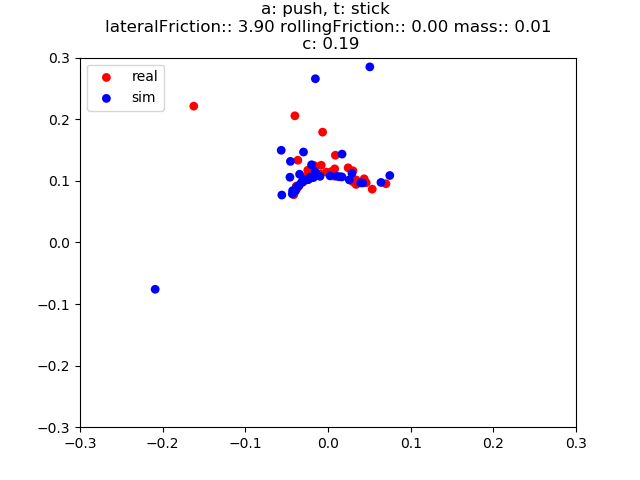 a: push, t: stick
lateralFriction:: 3.90 rollingFriction:: 0.00 mass:: 0.01
c: 0.19
real
sim
0.3
0.2
0.1
0.0
−0.1
−0.2
−0.3
−0.3
−0.2
−0.1
0.0
0.1
0.2
0.3